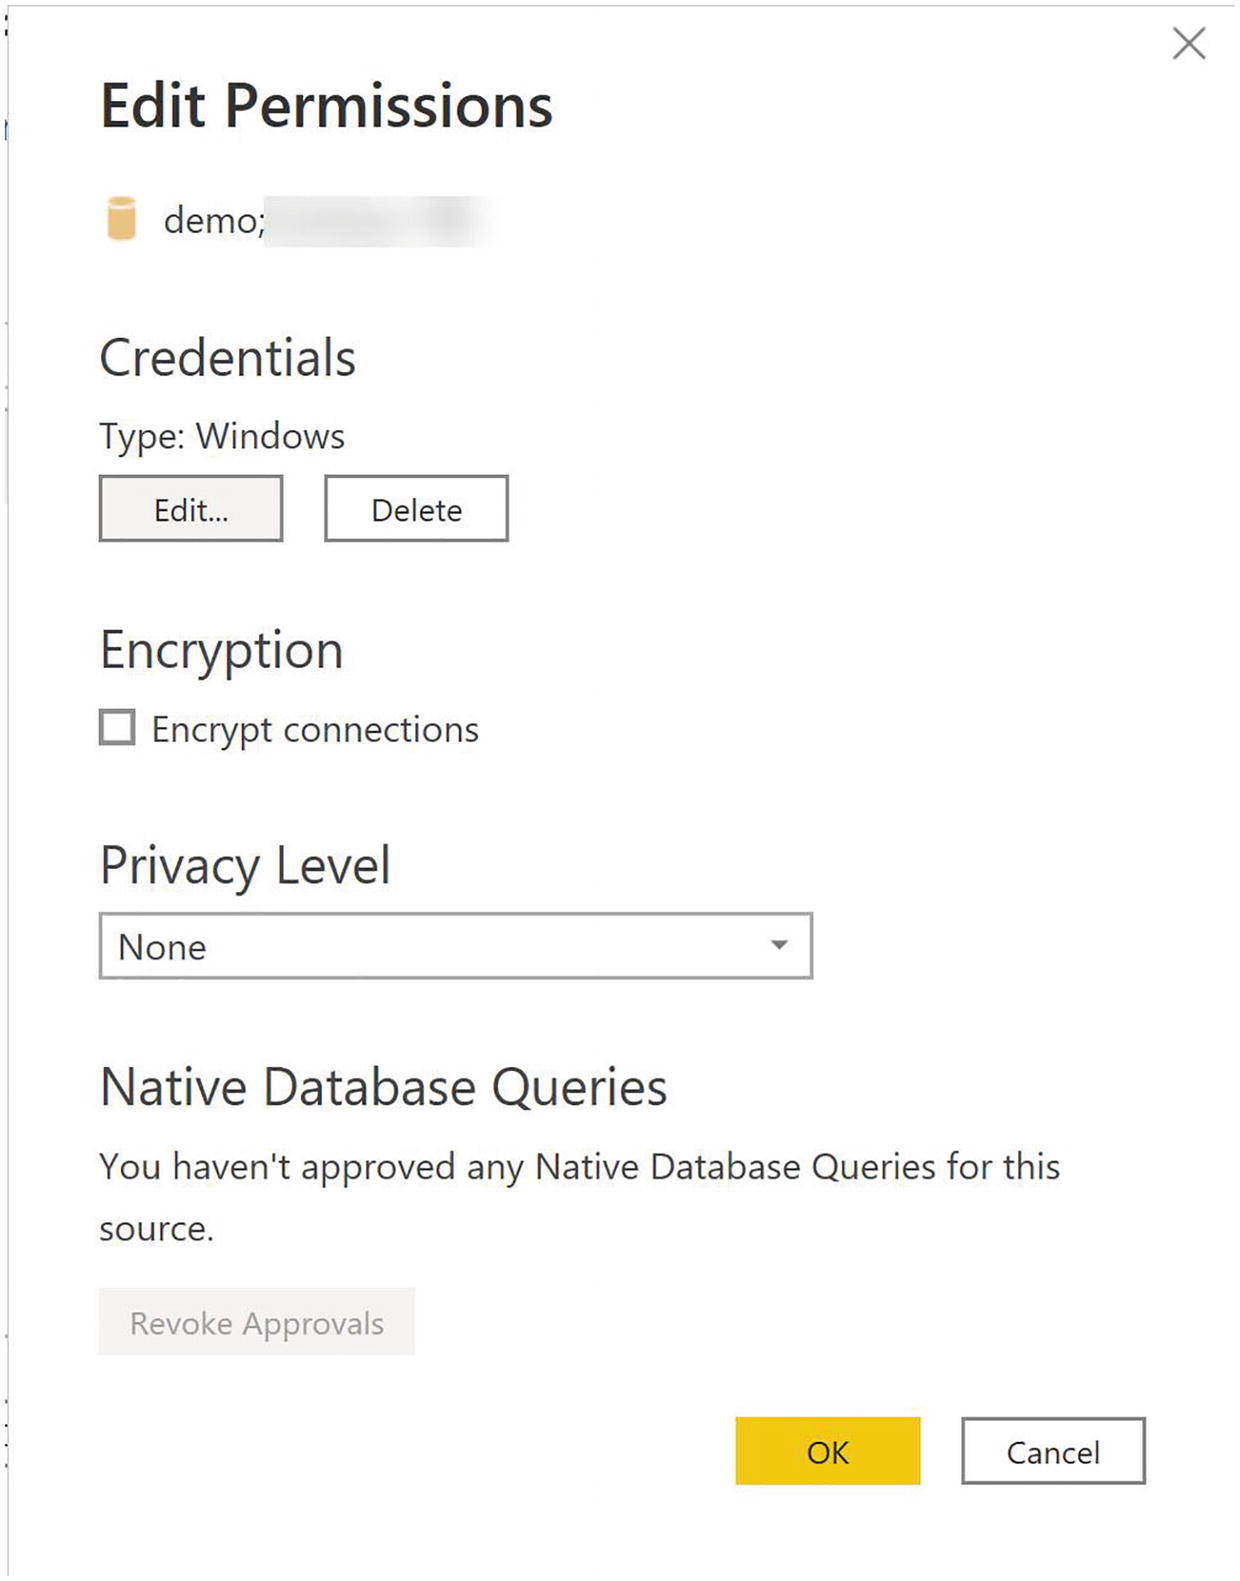 Edit Permissions
demo;
Credentials
Type: Windows
Edit...
Delete
Encryption
Encrypt connections
Privacy Level
None
Native Database Queries
You haven't approved any Native Database Queries for this
source.
Revoke Approvals
OK
Cancel